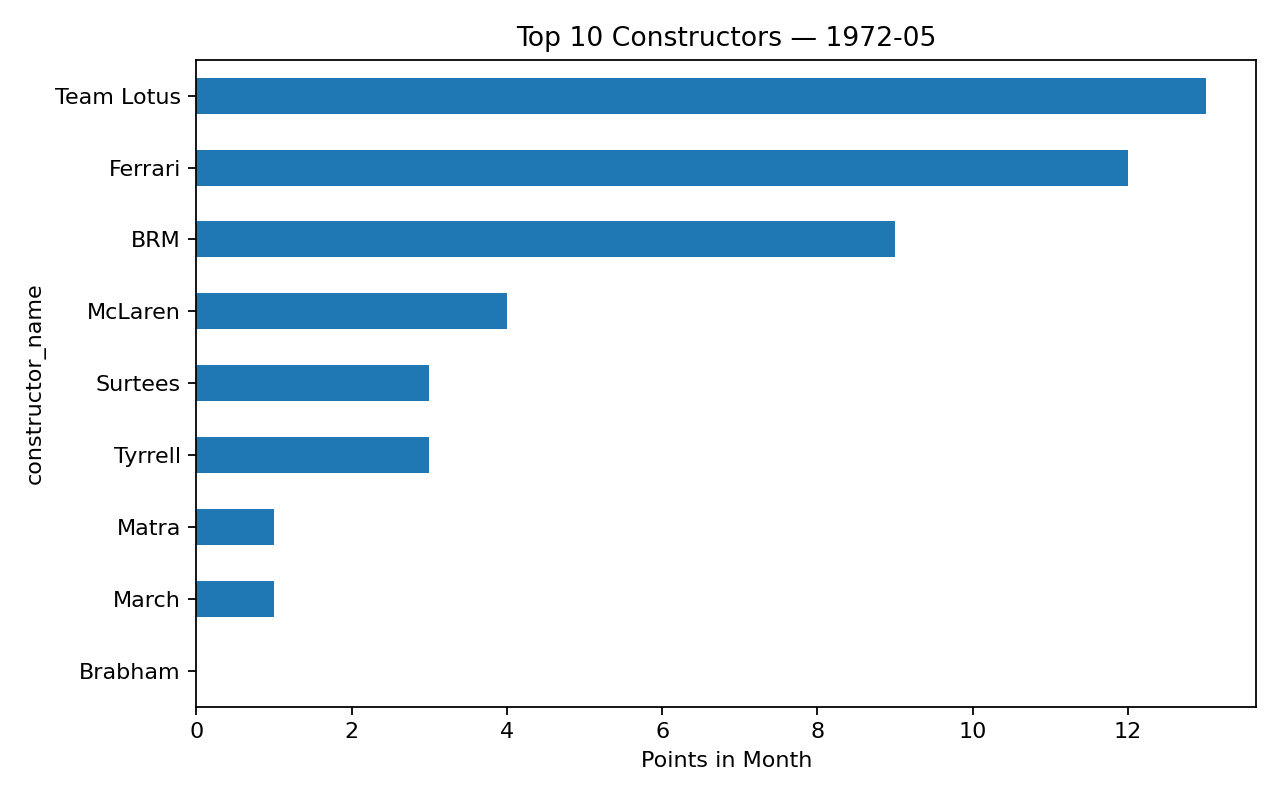 Top 10 Constructors — 1972-05
Team Lotus
Ferrari
BRM
McLaren
Surtees
Tyrrell
Matra
March
Brabham
constructor_name
0 2 4 6 8 10 12
Points in Month